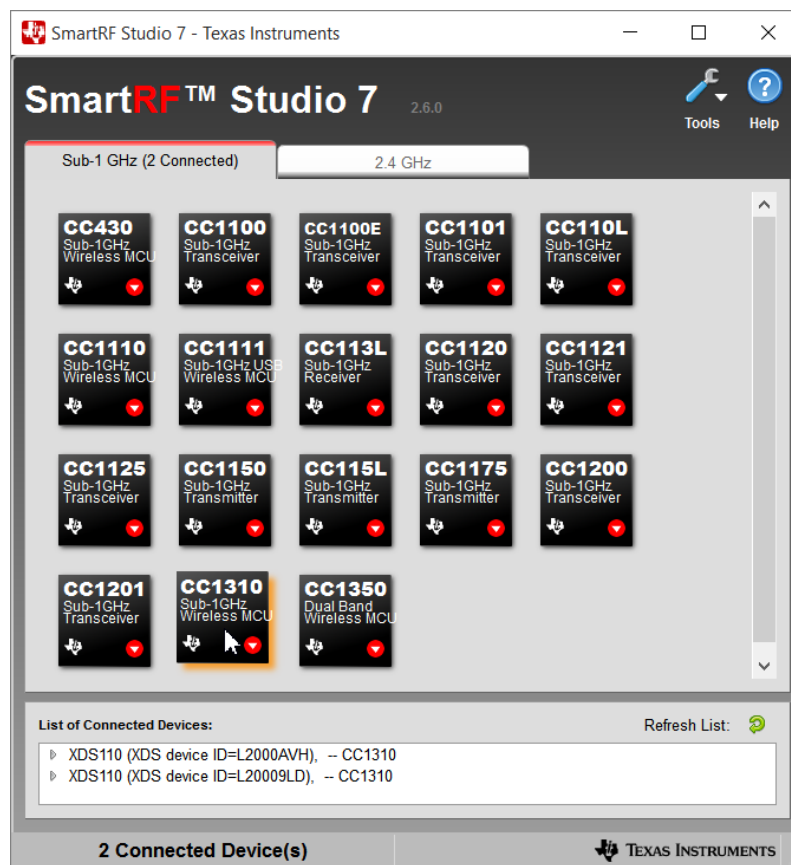 SmartRF Studio 7 - Texas Instruments
SmartRF™ Studio 7 2.6.0
Tools Help
Sub-1 GHz (2 Connected) 2.4 GHz
CC430
Sub-1GHz
Wireless MCU
CC1100
Sub-1GHz
Transceiver
CC1100E
Sub-1GHz
Transceiver
CC1101
Sub-1GHz
Transceiver
CC110L
Sub-1GHz
Transceiver
CC1110
Sub-1GHz
Wireless MCU
CC1111
Sub-1GHz USB
Wireless MCU
CC113L
Sub-1GHz
Receiver
CC1120
Sub-1GHz
Transceiver
CC1121
Sub-1GHz
Transceiver
CC1125
Sub-1GHz
Transceiver
CC1150
Sub-1GHz
Transmitter
CC115L
Sub-1GHz
Transmitter
CC1175
Sub-1GHz
Transmitter
CC1200
Sub-1GHz
Transceiver
CC1201
Sub-1GHz
Transceiver
CC1310
Sub-1GHz
Wireless MCU
CC1350
Dual Band
Wireless MCU
List of Connected Devices: Refresh List:
XDS110 (XDS device ID=L2000AVH), -- CC1310
XDS110 (XDS device ID=L20009LD), -- CC1310
2 Connected Device(s) TEXAS INSTRUMENTS